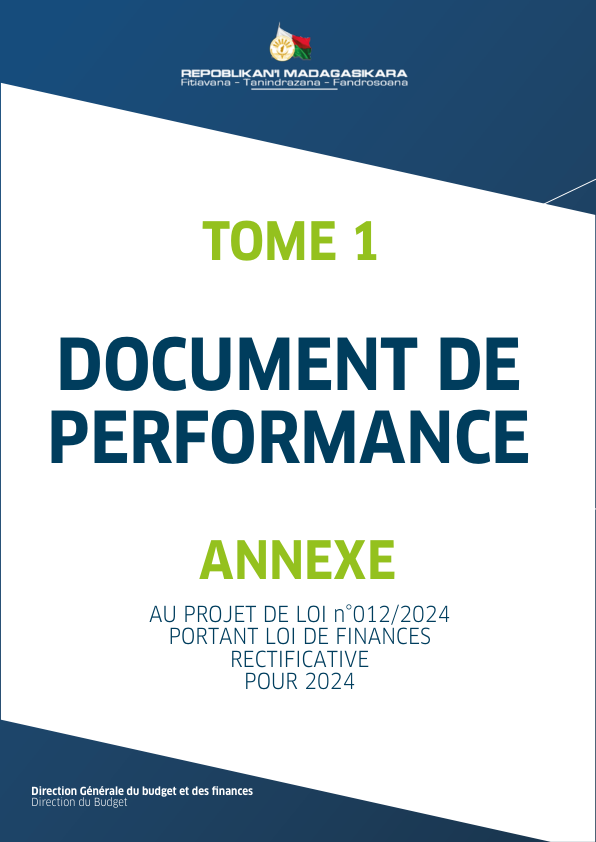 REPOBLIKAN'I MADAGASIKARA
Fitiavana - Tanindrazana - Fandrosoana
TOME 1
DOCUMENT DE
PERFORMANCE
ANNEXE
AU PROJET DE LOI n°012/2024
PORTANT LOI DE FINANCES
RECTIFICATIVE
POUR 2024
Direction Générale du budget et des finances
Direction du Budget